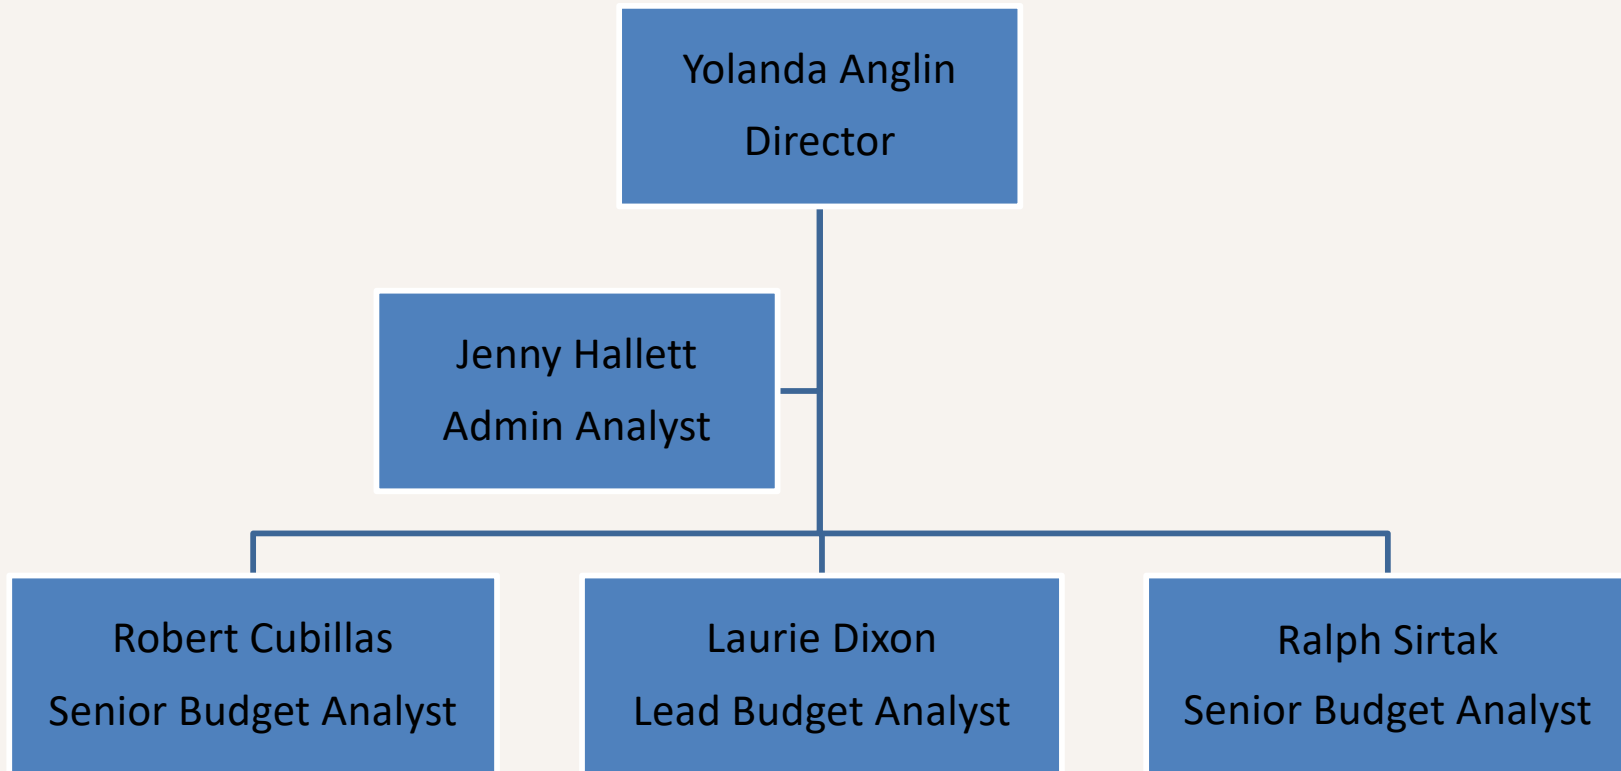 Yolanda Anglin
Director
Jenny Hallett
Admin Analyst
Robert Cubillas
Senior Budget Analyst
Laurie Dixon
Lead Budget Analyst
Ralph Sirtak
Senior Budget Analyst